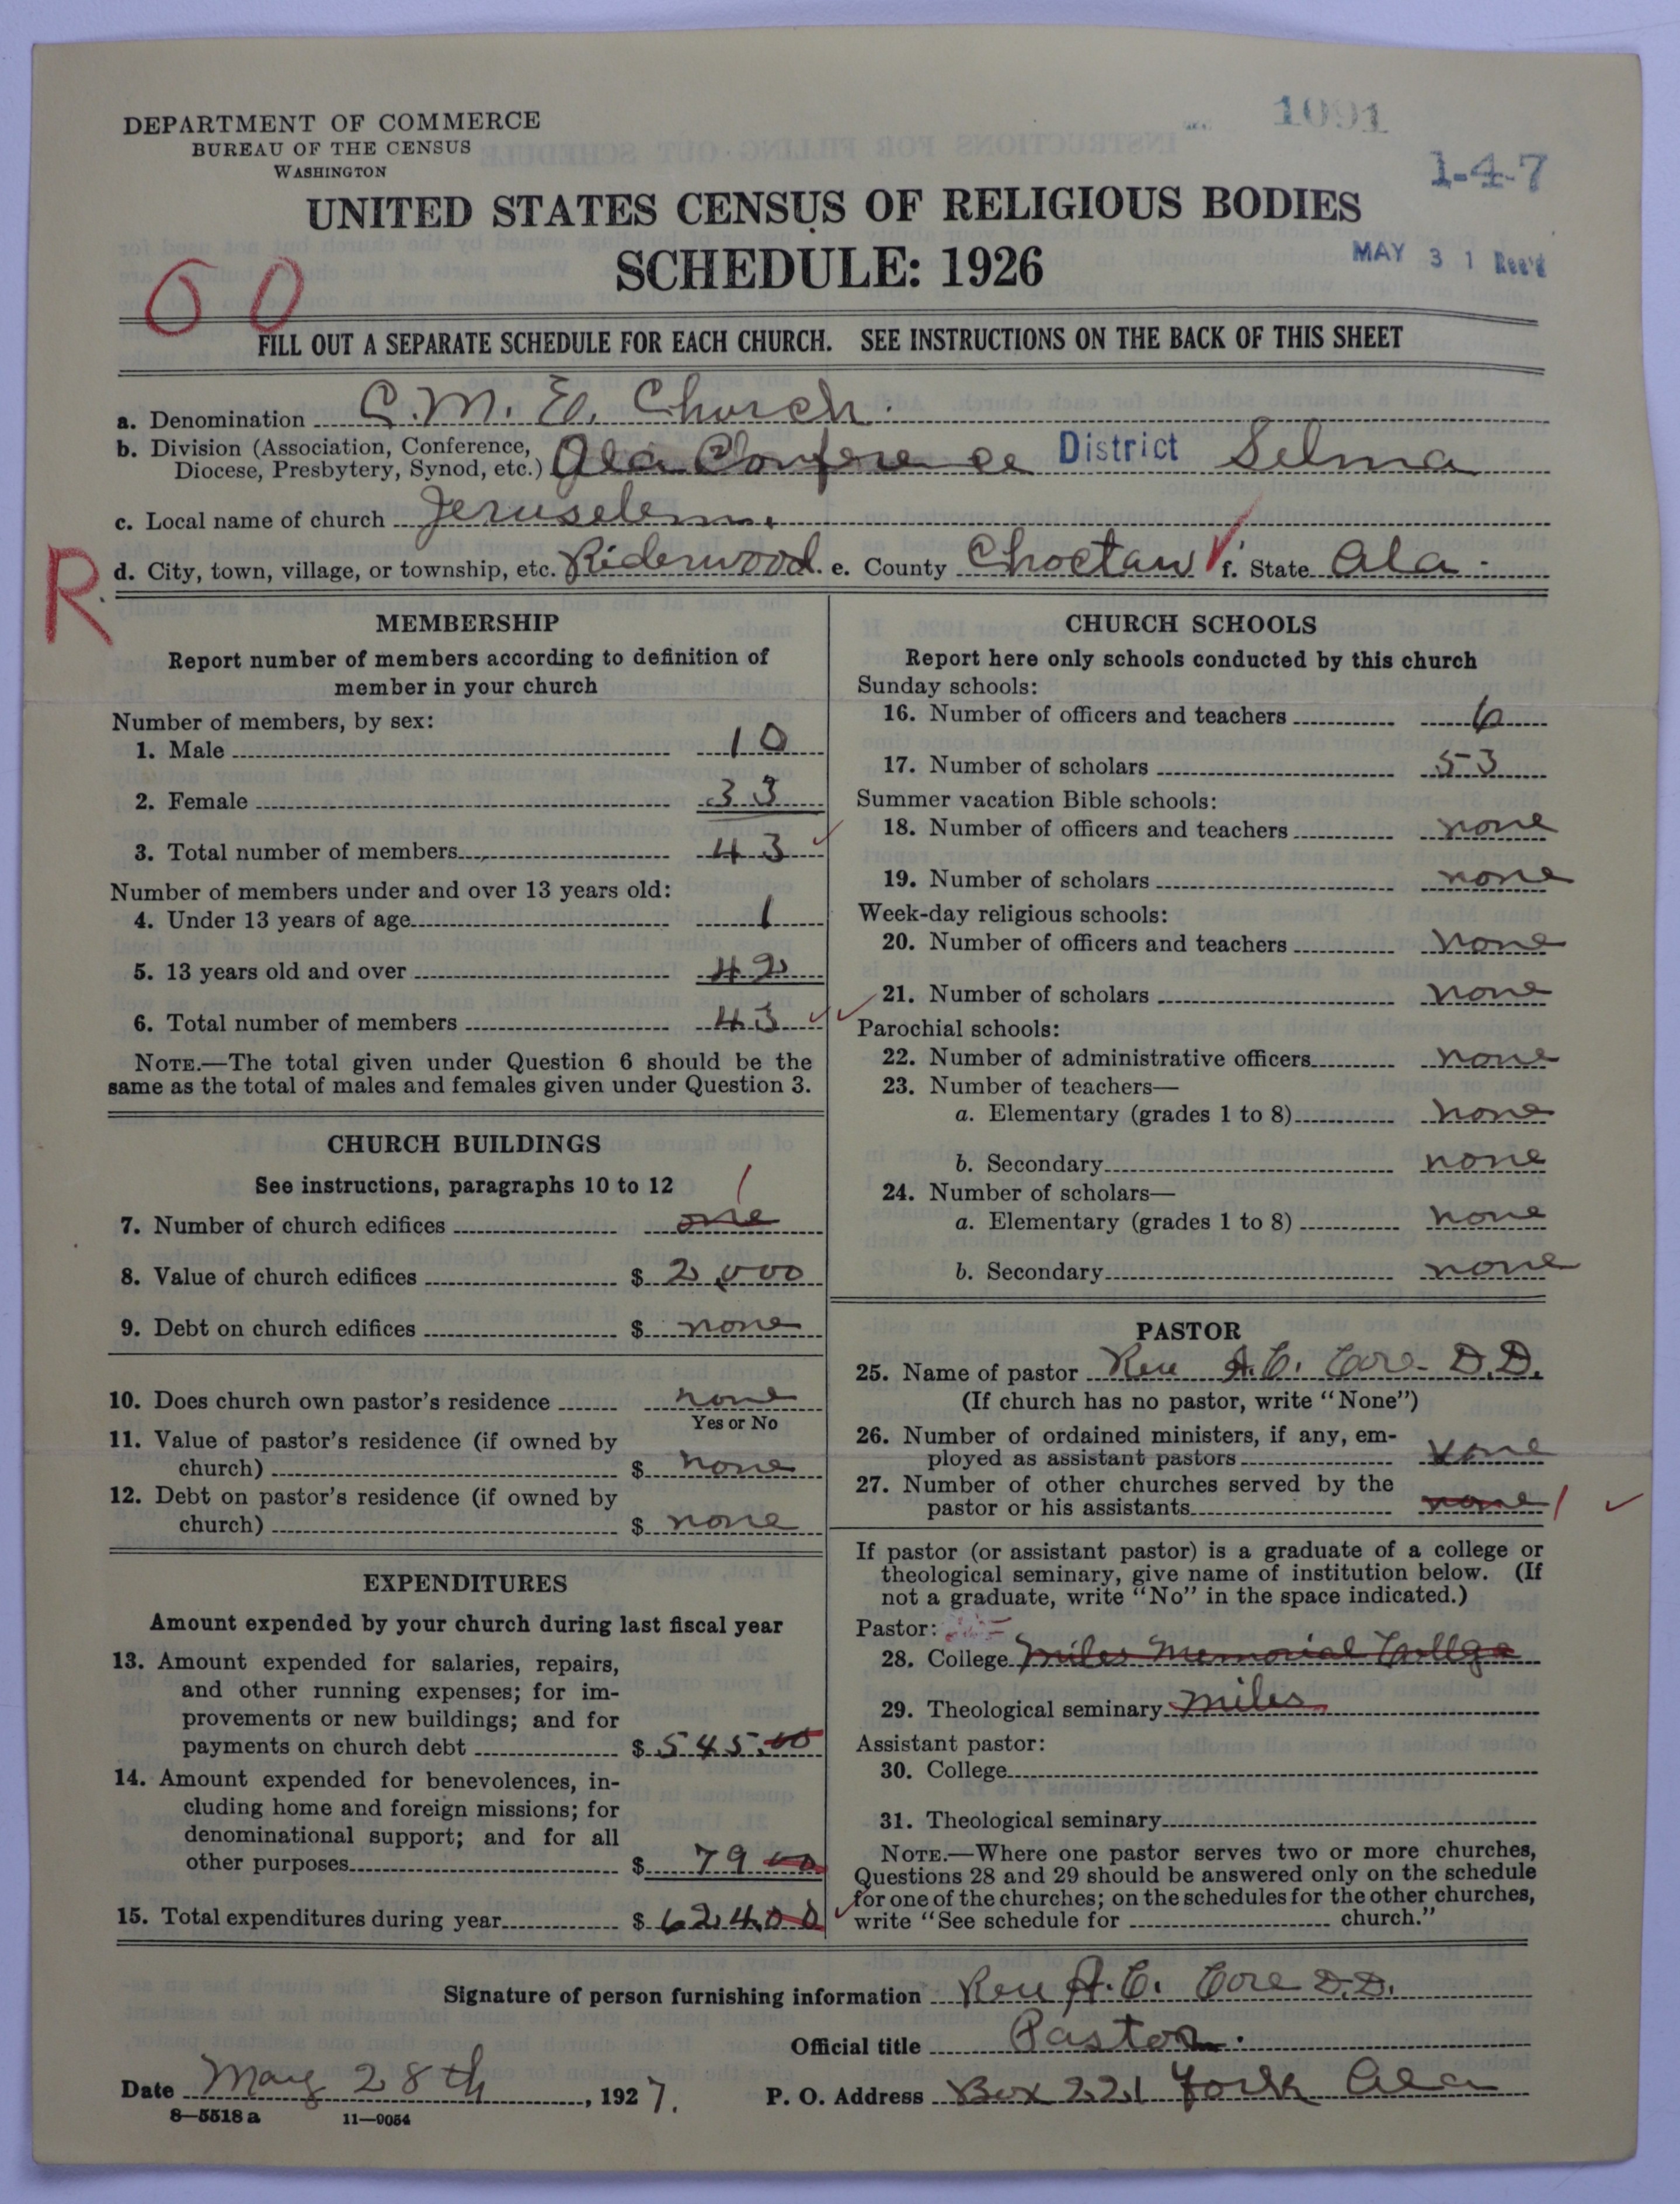 1091
DEPARTMENT OF COMMERCE
BUREAU OF THE CENSUS
WASHINGTON
1-4-7
UNITED STATES CENSUS OF RELIGIOUS BODIES
SCHEDULE: 1926
MAY 31 Rec'd
00
FILL OUT A SEPARATE SCHEDULE FOR EACH CHURCH. SEE INSTRUCTIONS ON THE BACK OF THIS SHEET
a. Denomination C.M.E. Church.
b. Division (Association, Conference,
Diocese, Presbytery, Synod, etc.) Ala Conference District Selma
c. Local name of church Jeruselem.
R
d. City, town, village, or township, etc. Riderwood. e. County Choctaw f. State Ala.
MEMBERSHIP
Report number of members according to definition of
member in your church
Number of members, by sex:
1. Male 10
2. Female 33
3. Total number of members 43
Number of members under and over 13 years old:
4. Under 13 years of age 1
5. 13 years old and over 42
6. Total number of members 43
NOTE.—The total given under Question 6 should be the
same as the total of males and females given under Question 3.
CHURCH BUILDINGS
See instructions, paragraphs 10 to 12
7. Number of church edifices one 1
8. Value of church edifices $ 2,000
9. Debt on church edifices $ none
10. Does church own pastor's residence none
Yes or No
11. Value of pastor's residence (if owned by
church) $ none
12. Debt on pastor's residence (if owned by
church) $ none
EXPENDITURES
Amount expended by your church during last fiscal year
13. Amount expended for salaries, repairs,
and other running expenses; for im-
provements or new buildings; and for
payments on church debt $ 545.00
14. Amount expended for benevolences, in-
cluding home and foreign missions; for
denominational support; and for all
other purposes $ 79 00
15. Total expenditures during year $ 624.00
CHURCH SCHOOLS
Report here only schools conducted by this church
Sunday schools:
16. Number of officers and teachers 6
17. Number of scholars 53
Summer vacation Bible schools:
18. Number of officers and teachers none
19. Number of scholars none
Week-day religious schools:
20. Number of officers and teachers none
21. Number of scholars none
Parochial schools:
22. Number of administrative officers none
23. Number of teachers—
a. Elementary (grades 1 to 8) none
b. Secondary none
24. Number of scholars—
a. Elementary (grades 1 to 8) none
b. Secondary none
PASTOR
25. Name of pastor Rev A.C. Core D.D.
(If church has no pastor, write "None")
26. Number of ordained ministers, if any, em-
ployed as assistant pastors none
27. Number of other churches served by the
pastor or his assistants none 1
If pastor (or assistant pastor) is a graduate of a college or
theological seminary, give name of institution below. (If
not a graduate, write "No" in the space indicated.)
Pastor:
28. College Miles Memorial Collge
29. Theological seminary Miles
Assistant pastor:
30. College
31. Theological seminary
NOTE.—Where one pastor serves two or more churches,
Questions 28 and 29 should be answered only on the schedule
for one of the churches; on the schedules for the other churches,
write "See schedule for church."
Signature of person furnishing information Rev A.C. Core D.D.
Official title Pastor.
Date May 28th, 1927. P. O. Address Box 221 York Ala
8—5518 a 11—9054